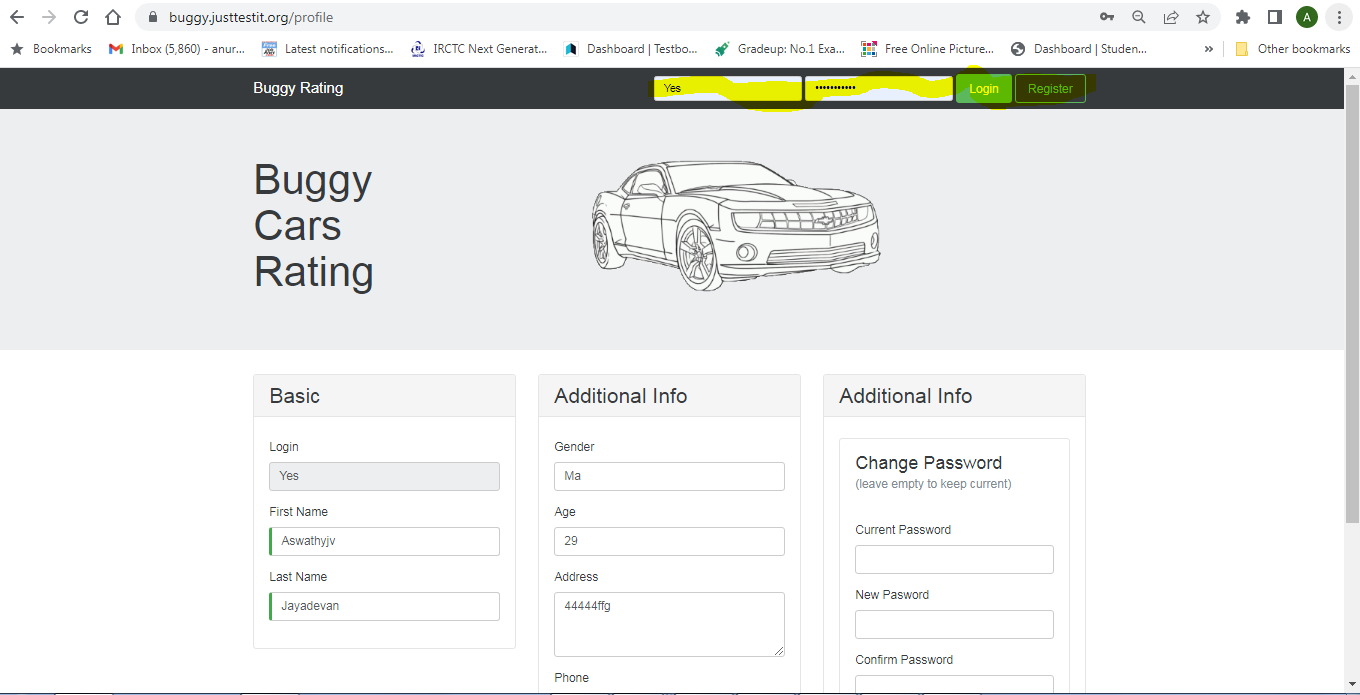 buggy.justtestit.org/profile
A
Bookmarks
Inbox (5,860) - anur...
Latest notifications...
IRCTC Next Generat...
Dashboard | Testbo...
Gradeup: No.1 Exa...
Free Online Picture...
Dashboard | Studen...
»
Other bookmarks
Buggy Rating
Yes
•••••••••••
Login
Register
Buggy
Cars
Rating
Basic
Login
Yes
First Name
Aswathyjv
Last Name
Jayadevan
Additional Info
Gender
Ma
Age
29
Address
44444ffg
Phone
Additional Info
Change Password
(leave empty to keep current)
Current Password
New Pasword
Confirm Password